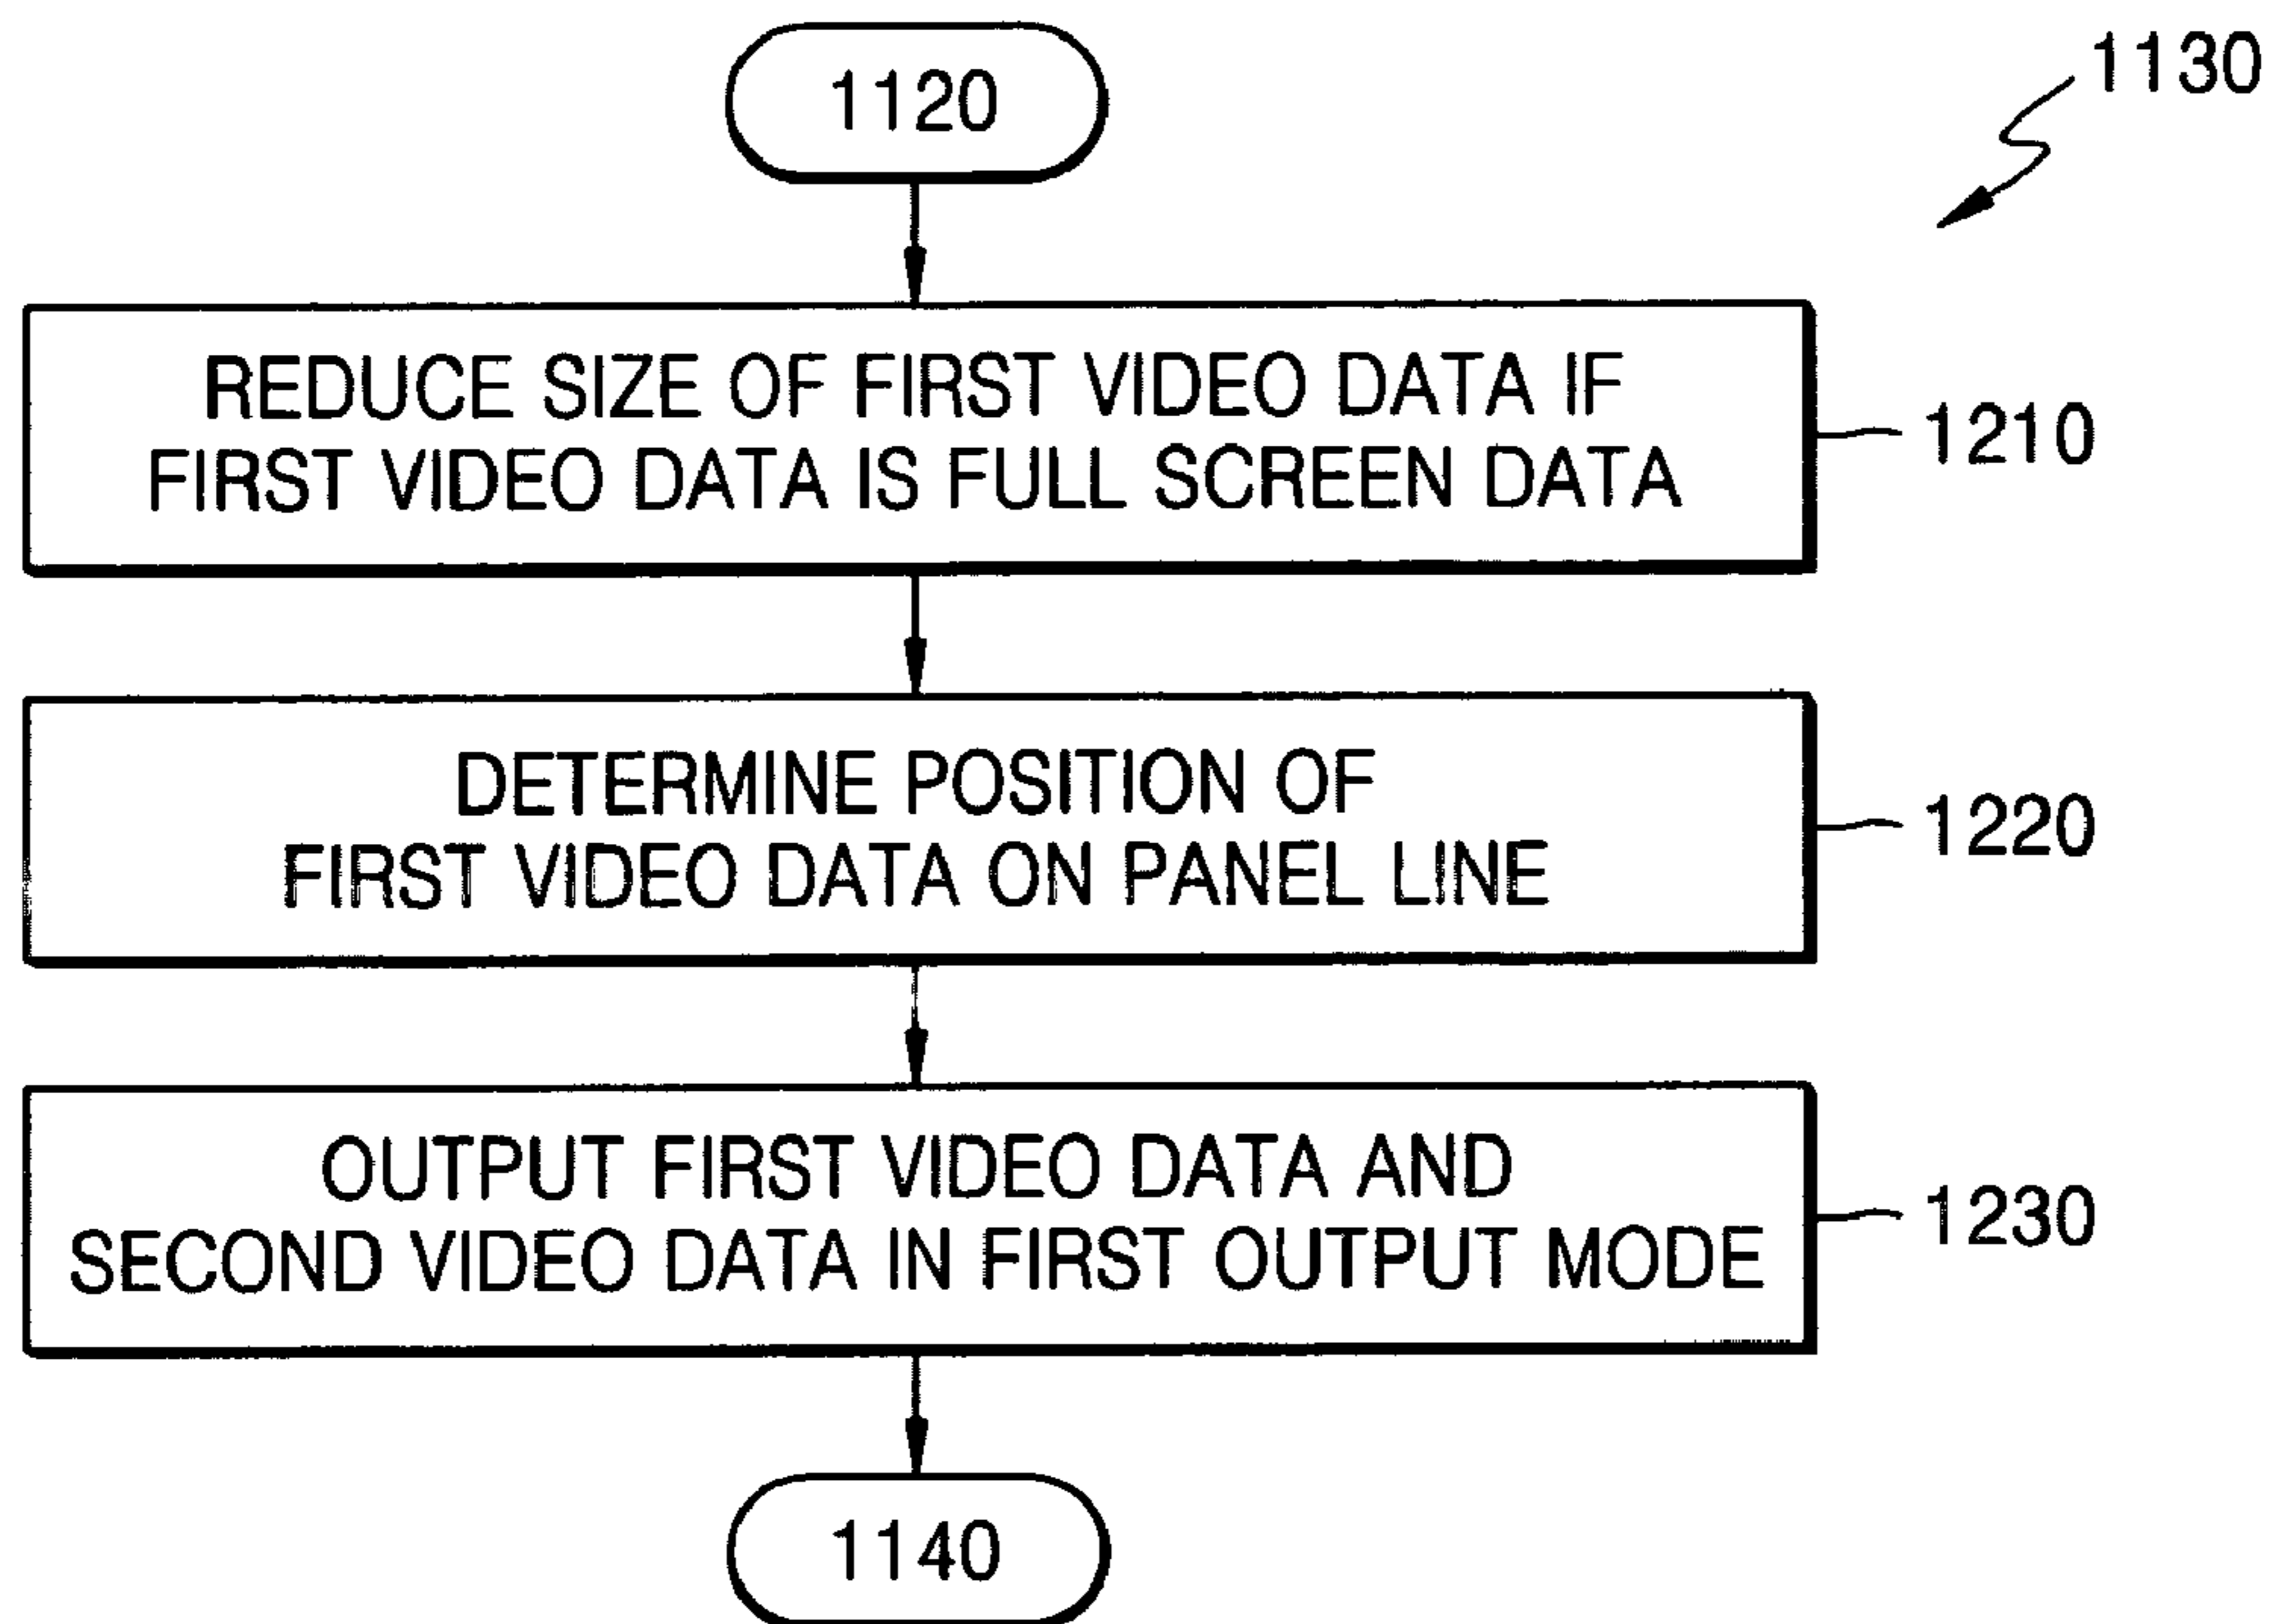 1120
1130
REDUCE SIZE OF FIRST VIDEO DATA IF
FIRST VIDEO DATA IS FULL SCREEN DATA
1210
DETERMINE POSITION OF
FIRST VIDEO DATA ON PANEL LINE
1220
OUTPUT FIRST VIDEO DATA AND
SECOND VIDEO DATA IN FIRST OUTPUT MODE
1230
1140